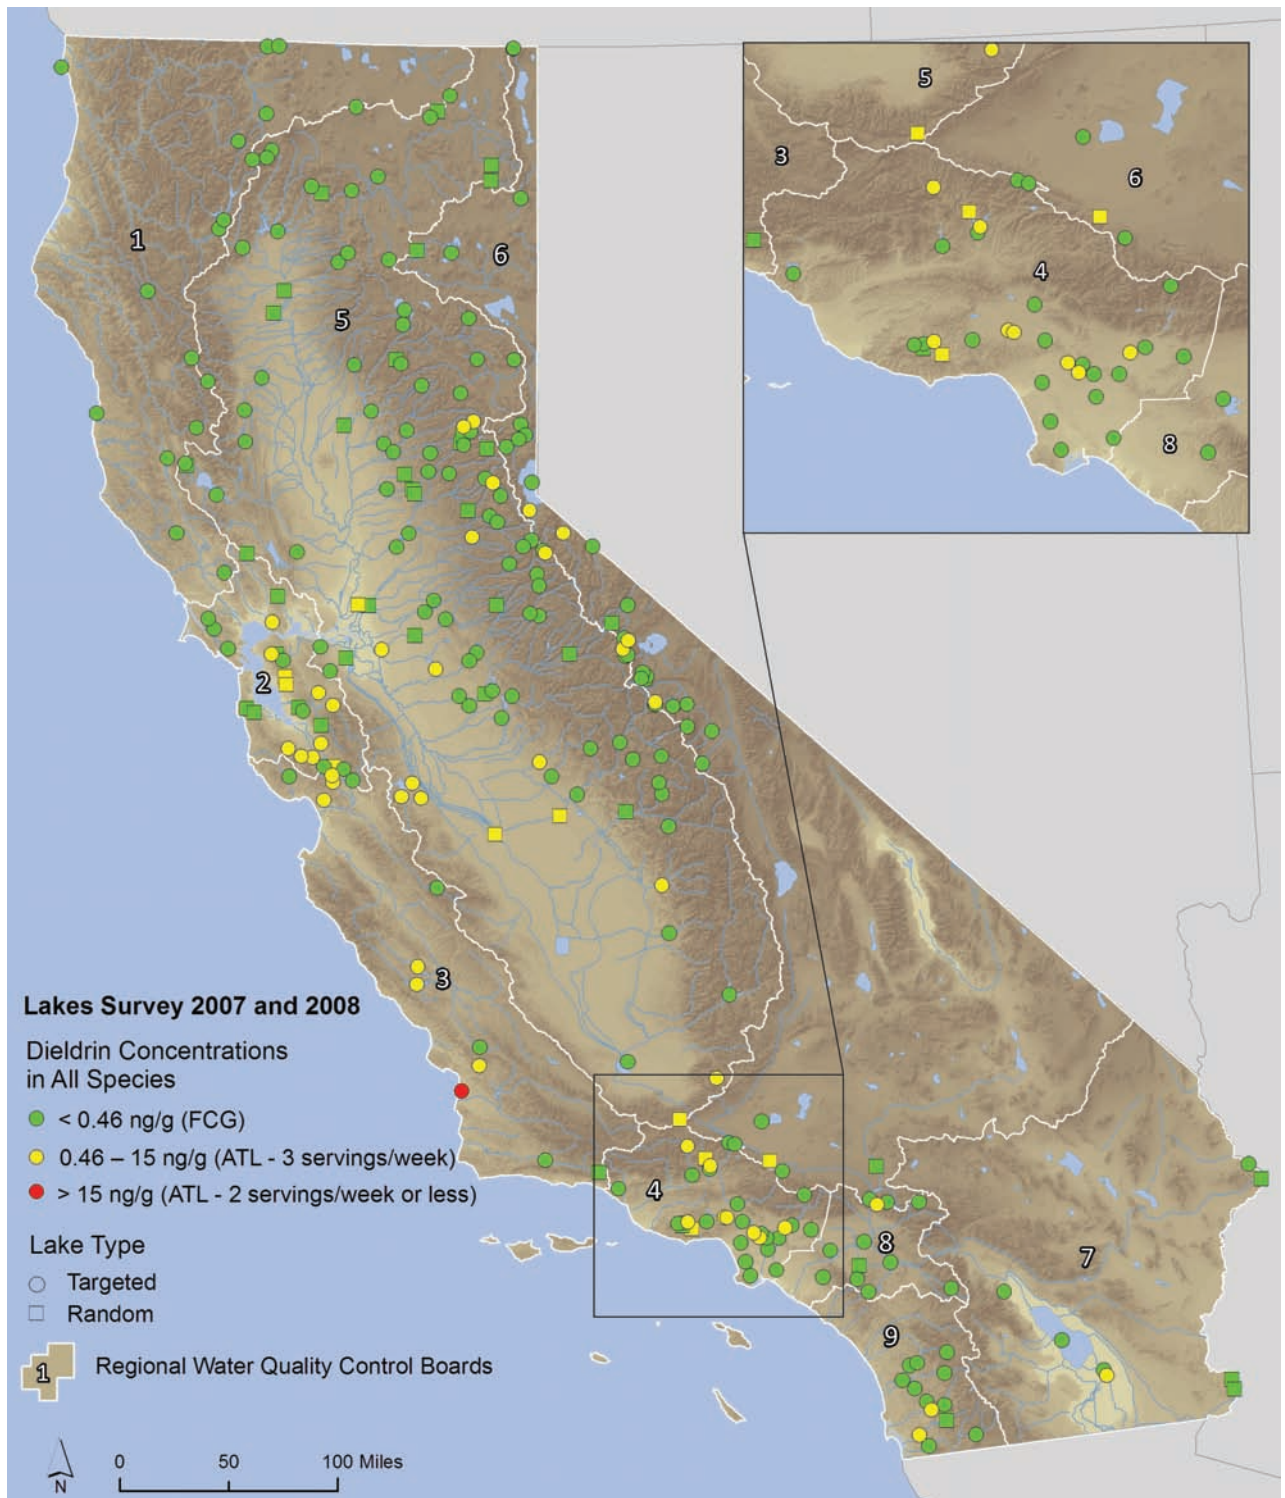 5
3
6
4
8
1
6
5
2
3
4
8
7
9
Lakes Survey 2007 and 2008
Dieldrin Concentrations
in All Species
< 0.46 ng/g (FCG)
0.46 – 15 ng/g (ATL - 3 servings/week)
> 15 ng/g (ATL - 2 servings/week or less)
Lake Type
Targeted
Random
1 Regional Water Quality Control Boards
N
0 50 100 Miles